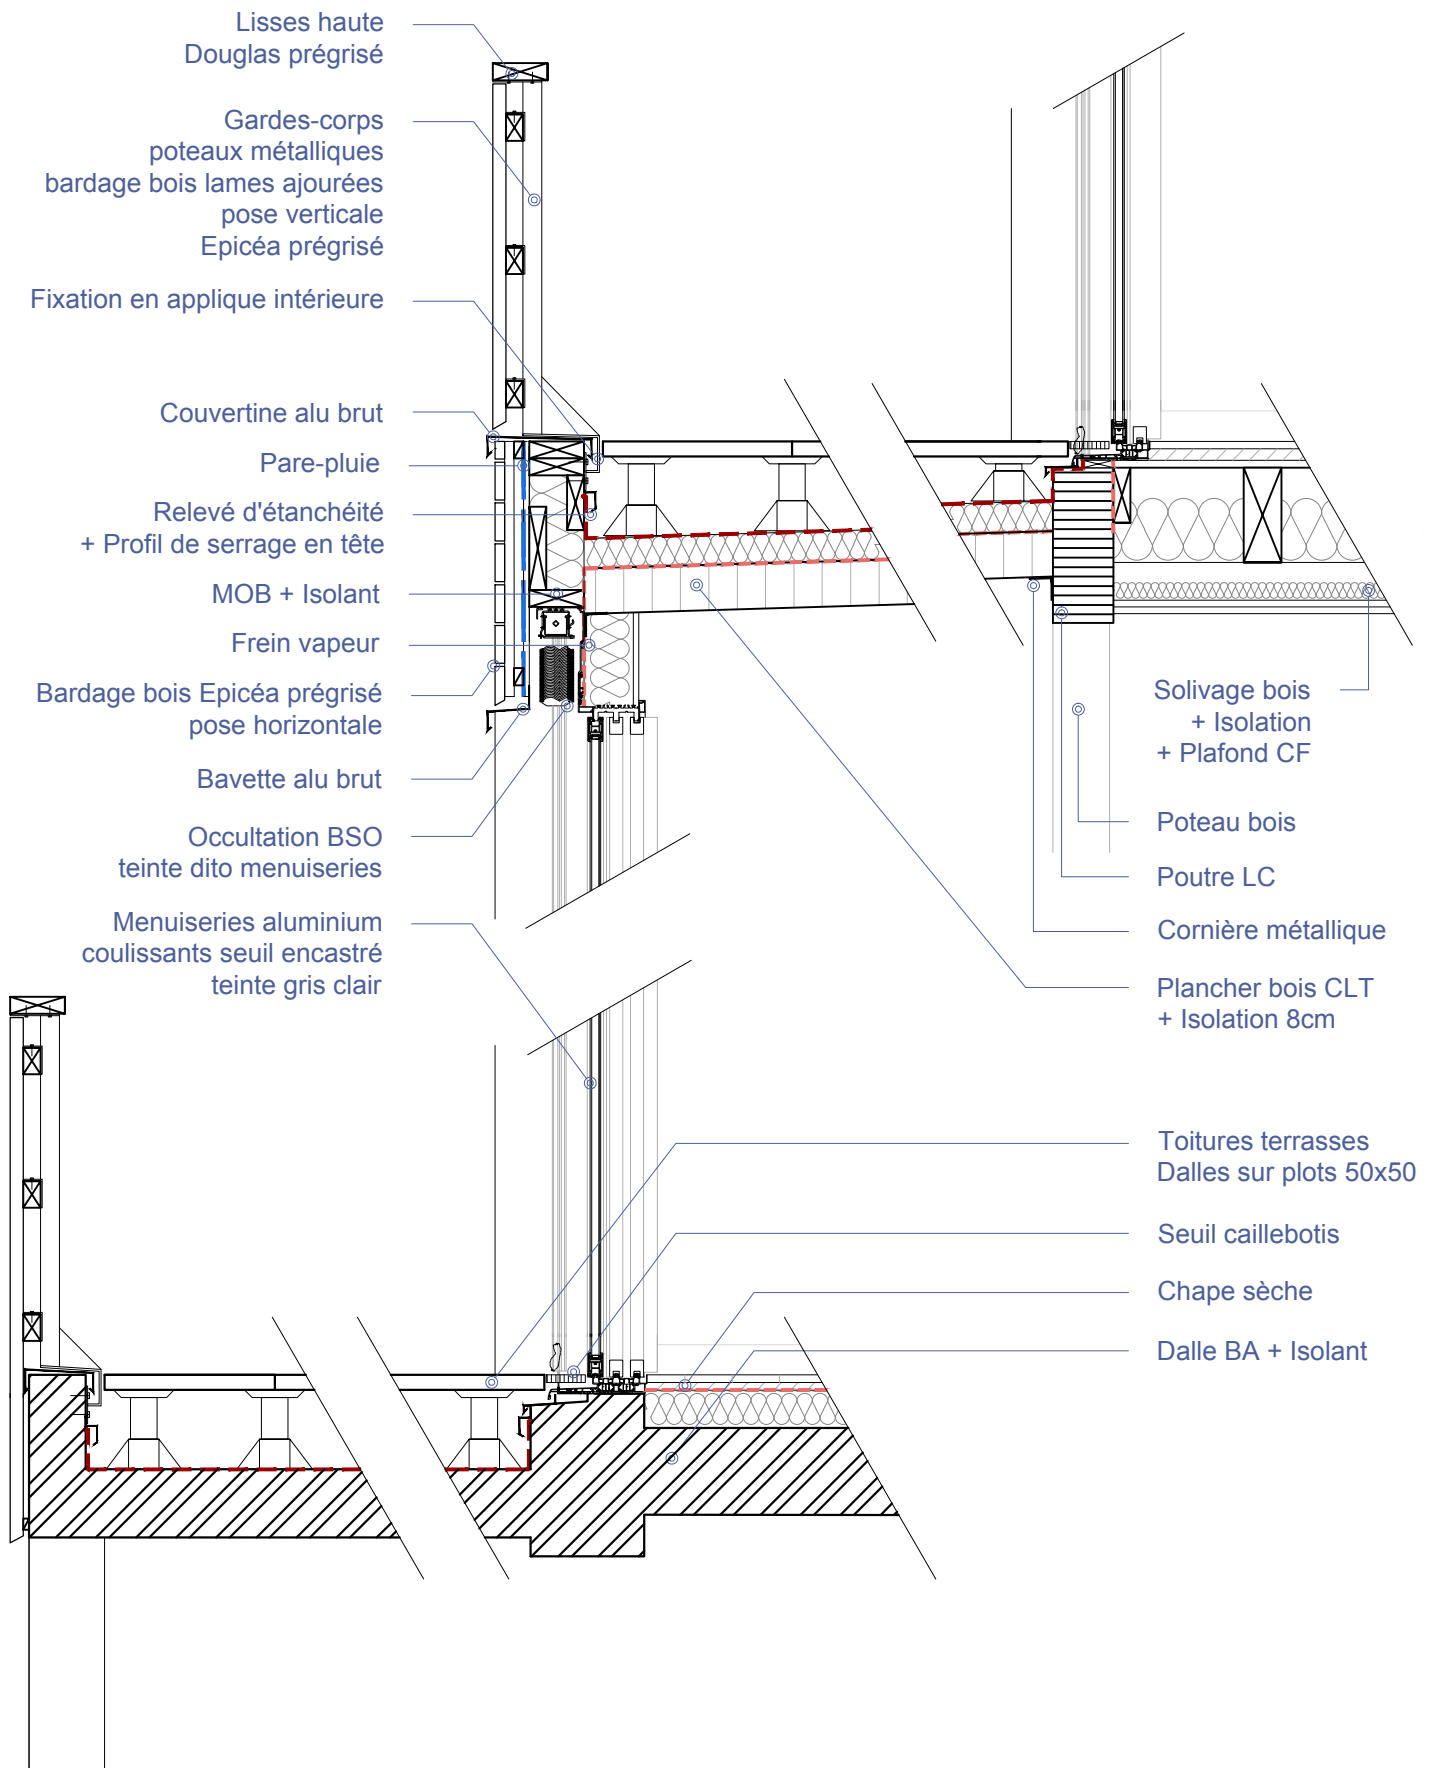 Lisses haute
Douglas prégrisé
Gardes-corps
poteaux métalliques
bardage bois lames ajourées
pose verticale
Epicéa prégrisé
Fixation en applique intérieure
Couvertine alu brut
Pare-pluie
Relevé d'étanchéité
+ Profil de serrage en tête
MOB + Isolant
Frein vapeur
Bardage bois Epicéa prégrisé
pose horizontale
Bavette alu brut
Occultation BSO
teinte dito menuiseries
Menuiseries aluminium
coulissants seuil encastré
teinte gris clair
Solivage bois
+ Isolation
+ Plafond CF
Poteau bois
Poutre LC
Cornière métallique
Plancher bois CLT
+ Isolation 8cm
Toitures terrasses
Dalles sur plots 50x50
Seuil caillebotis
Chape sèche
Dalle BA + Isolant